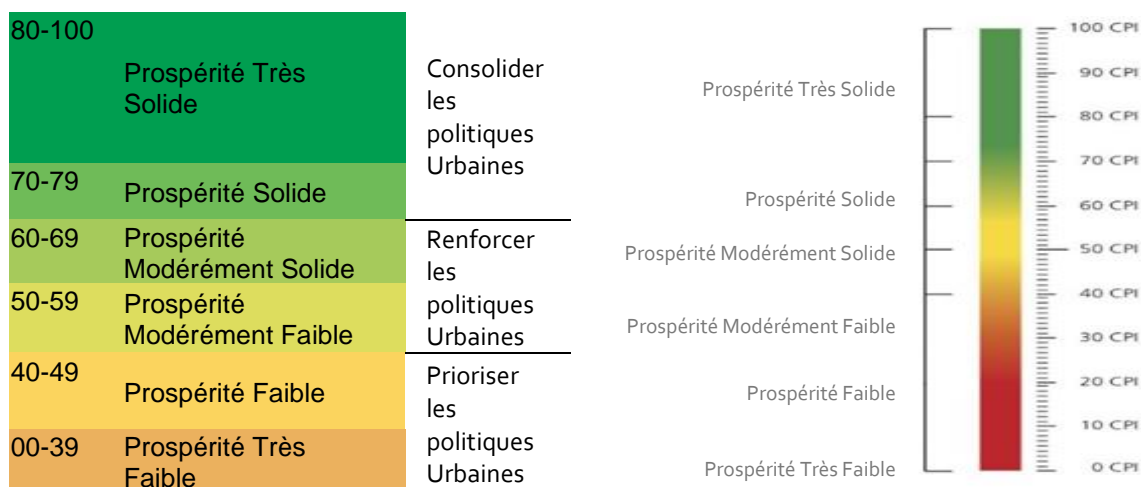 80-100
Prospérité Très
Solide
70-79
Prospérité Solide
60-69
Prospérité
Modérément Solide
50-59
Prospérité
Modérément Faible
40-49
Prospérité Faible
00-39
Prospérité Très
Faible
Consolider
les
politiques
Urbaines
Renforcer
les
politiques
Urbaines
Prioriser
les
politiques
Urbaines
Prospérité Très Solide
Prospérité Solide
Prospérité Modérément Solide
Prospérité Modérément Faible
Prospérité Faible
Prospérité Très Faible
100 CPI
90 CPI
80 CPI
70 CPI
60 CPI
50 CPI
40 CPI
30 CPI
20 CPI
10 CPI
0 CPI